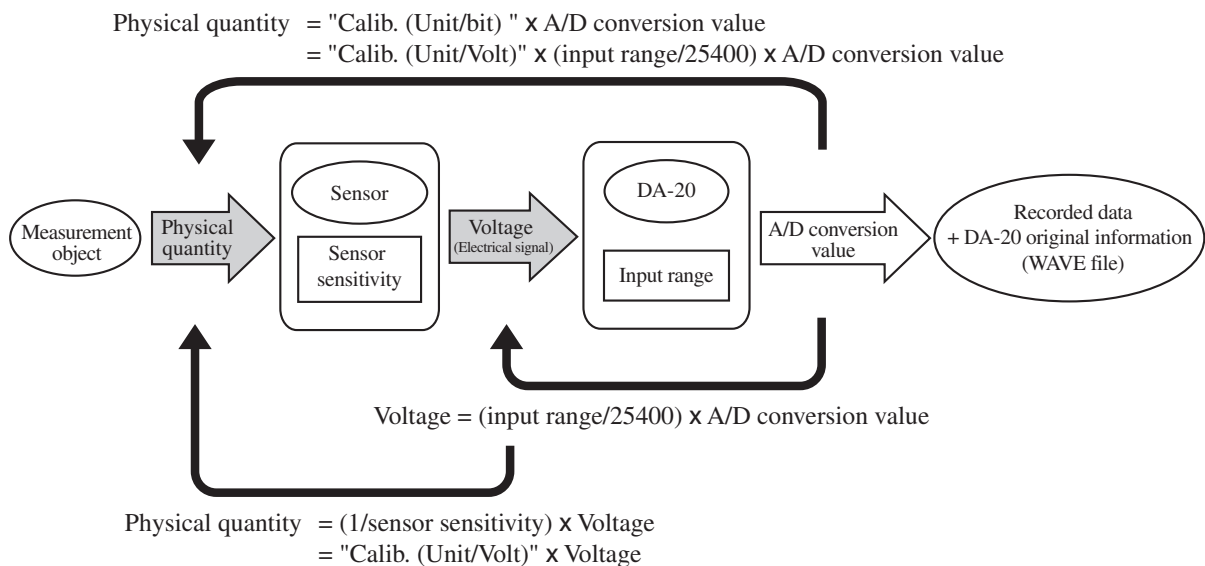 Physical quantity = "Calib. (Unit/bit) " x A/D conversion value
= "Calib. (Unit/Volt)" x (input range/25400) x A/D conversion value
Measurement
object
Physical
quantity
Sensor
Sensor
sensitivity
Voltage
(Electrical signal)
DA-20
Input range
A/D conversion
value
Recorded data
+ DA-20 original information
(WAVE file)
Voltage = (input range/25400) x A/D conversion value
Physical quantity = (1/sensor sensitivity) x Voltage
= "Calib. (Unit/Volt)" x Voltage